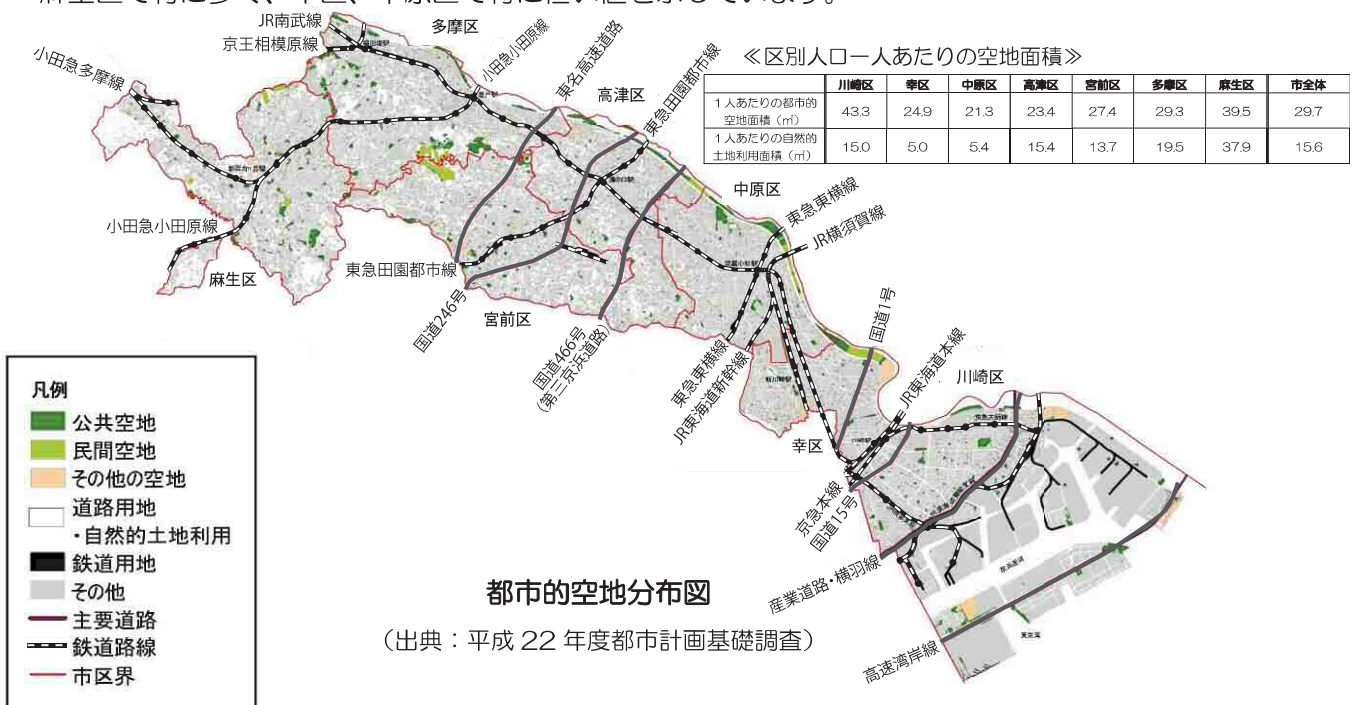 JR南武線
京王相模原線
小田急多摩線
多摩区
小田急小田原線
東名高速道路
高津区
東急田園都市線
≪区別人口一人あたりの空地面積≫
川崎区 幸区 中原区 高津区 宮前区 多摩区 麻生区 市全体
1人あたりの都市的空地面積（㎡） 43.3 24.9 21.3 23.4 27.4 29.3 39.5 29.7
1人あたりの自然的土地利用面積（㎡） 15.0 5.0 5.4 15.4 13.7 19.5 37.9 15.6
中原区
東急東横線
JR横須賀線
小田急小田原線
麻生区
東急田園都市線
国道246号
宮前区
国道466号
(第三京浜道路)
東急東横線
JR東海道新幹線
国道1号
JR東海道本線
川崎区
幸区
京急本線
国道15号
産業道路・横羽線
高速湾岸線
凡例
公共空地
民間空地
その他の空地
道路用地
・自然的土地利用
鉄道用地
その他
主要道路
鉄道路線
市区界
都市的空地分布図
（出典：平成 22 年度都市計画基礎調査）